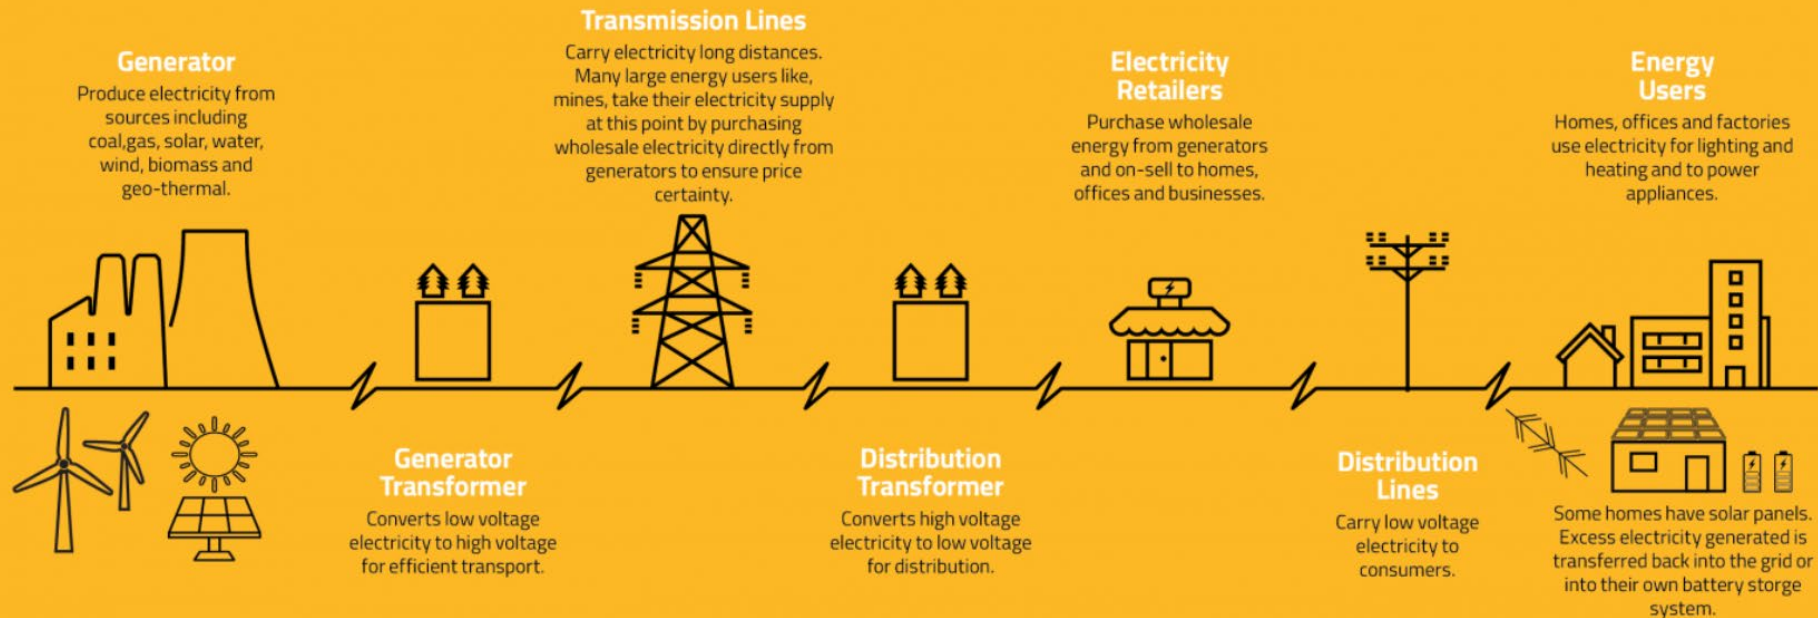 Generator
Produce electricity from
sources including
coal,gas, solar, water,
wind, biomass and
geo-thermal.
Generator
Transformer
Converts low voltage
electricity to high voltage
for efficient transport.
Transmission Lines
Carry electricity long distances.
Many large energy users like,
mines, take their electricity supply
at this point by purchasing
wholesale electricity directly from
generators to ensure price
certainty.
Distribution
Transformer
Converts high voltage
electricity to low voltage
for distribution.
Electricity
Retailers
Purchase wholesale
energy from generators
and on-sell to homes,
offices and businesses.
Distribution
Lines
Carry low voltage
electricity to
consumers.
Energy
Users
Homes, offices and factories
use electricity for lighting and
heating and to power
appliances.
Some homes have solar panels.
Excess electricity generated is
transferred back into the grid or
into their own battery storge
system.